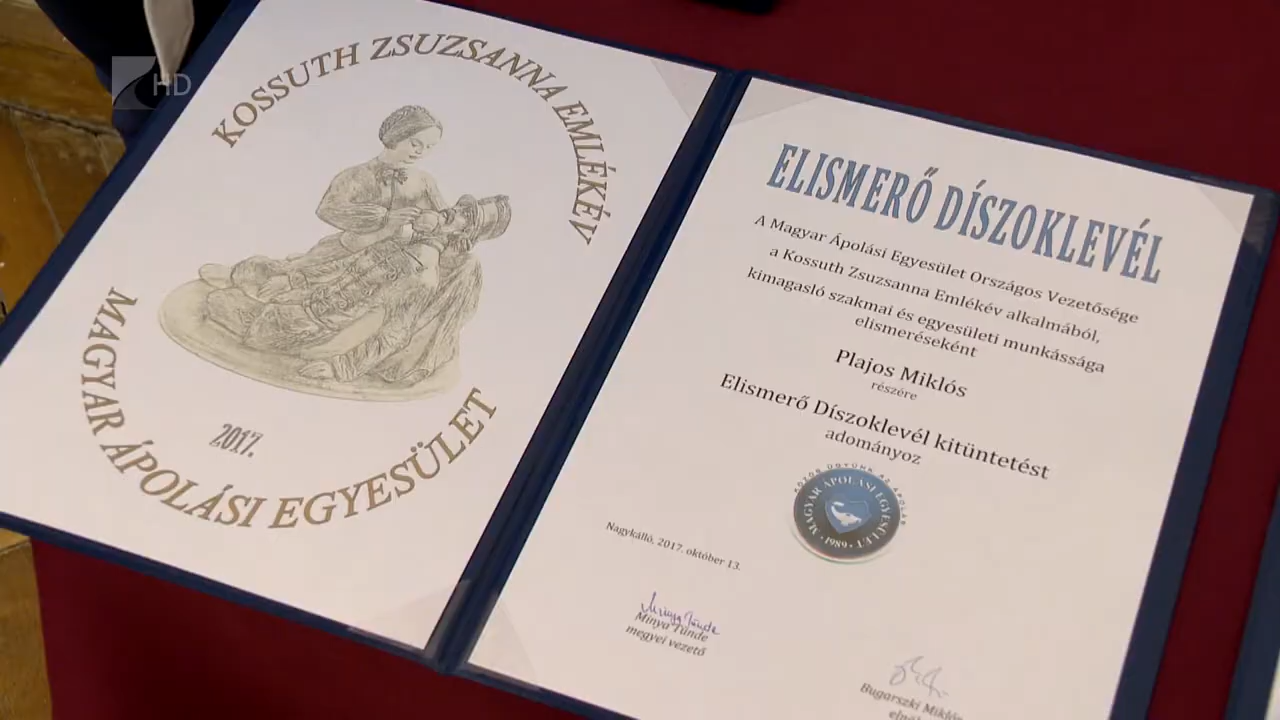 HD
KOSSUTH ZSUZSANNA EMLÉKÉV
2017.
MAGYAR ÁPOLÁSI EGYESÜLET
ELISMERŐ DÍSZOKLEVÉL
A Magyar Ápolási Egyesület Országos Vezetősége
a Kossuth Zsuzsanna Emlékév alkalmából,
kimagasló szakmai és egyesületi munkássága
elismeréseként
Plajos Miklós
részére
Elismerő Díszoklevél kitüntetést
adományoz
MAGYAR ÁPOLÁSI EGYESÜLET
• 1989 •
Nagykálló, 2017. október 13.
Minya Tünde
Minya Tünde
megyei vezető
Bugarszki Miklós